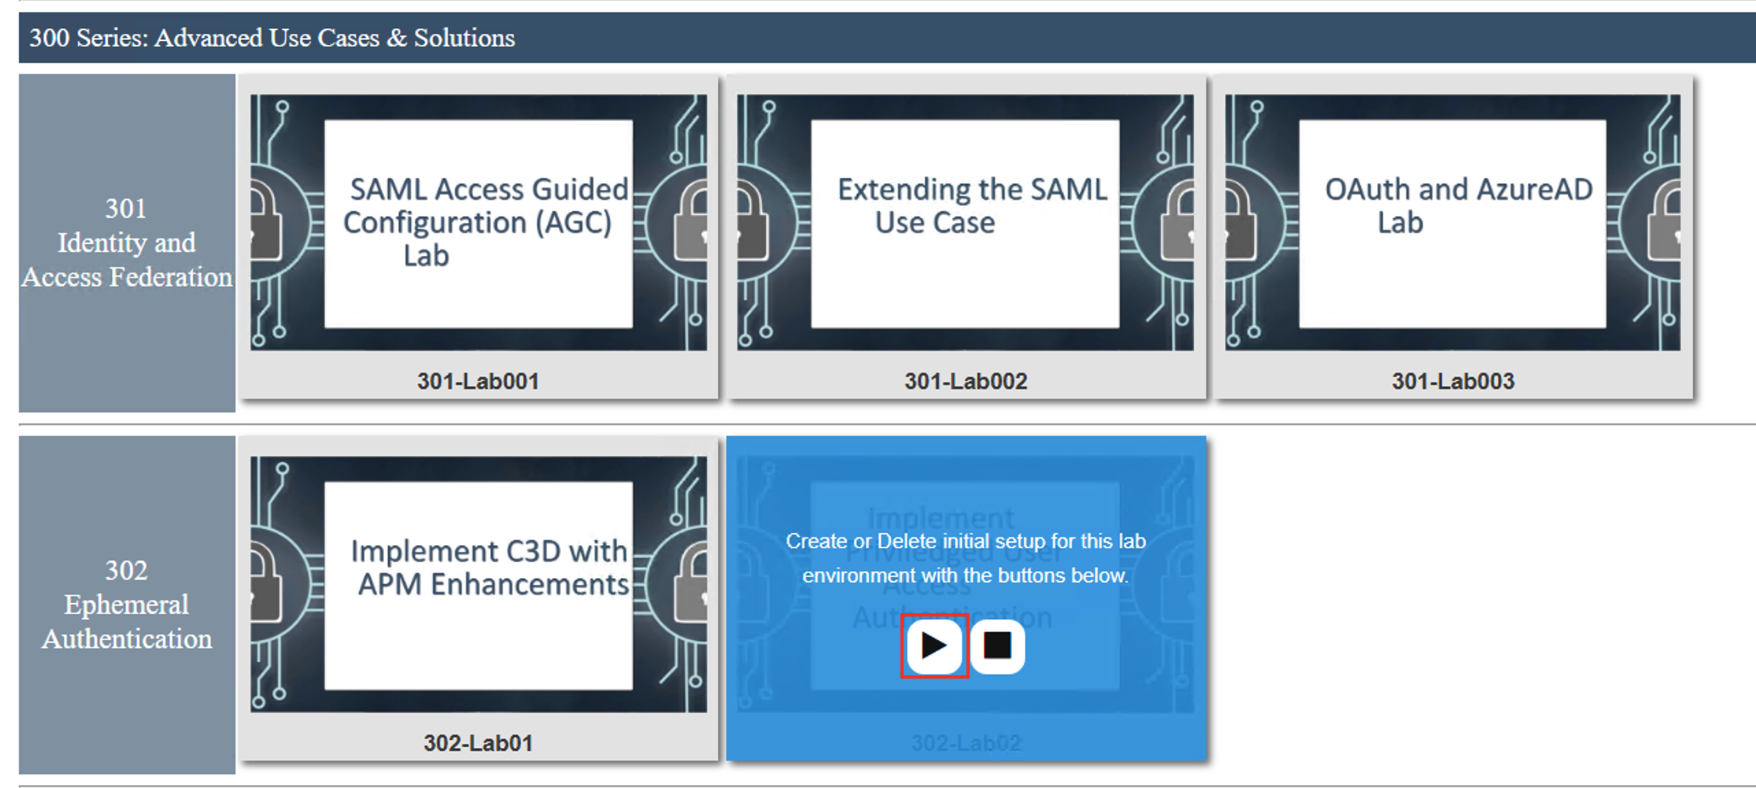 300 Series: Advanced Use Cases & Solutions
301
Identity and
Access Federation
SAML Access Guided
Configuration (AGC)
Lab
301-Lab001
Extending the SAML
Use Case
301-Lab002
OAuth and AzureAD
Lab
301-Lab003
302
Ephemeral
Authentication
Implement C3D with
APM Enhancements
302-Lab01
Implement
Priviledged User
Access
Authentication
Create or Delete initial setup for this lab
environment with the buttons below.
302-Lab02